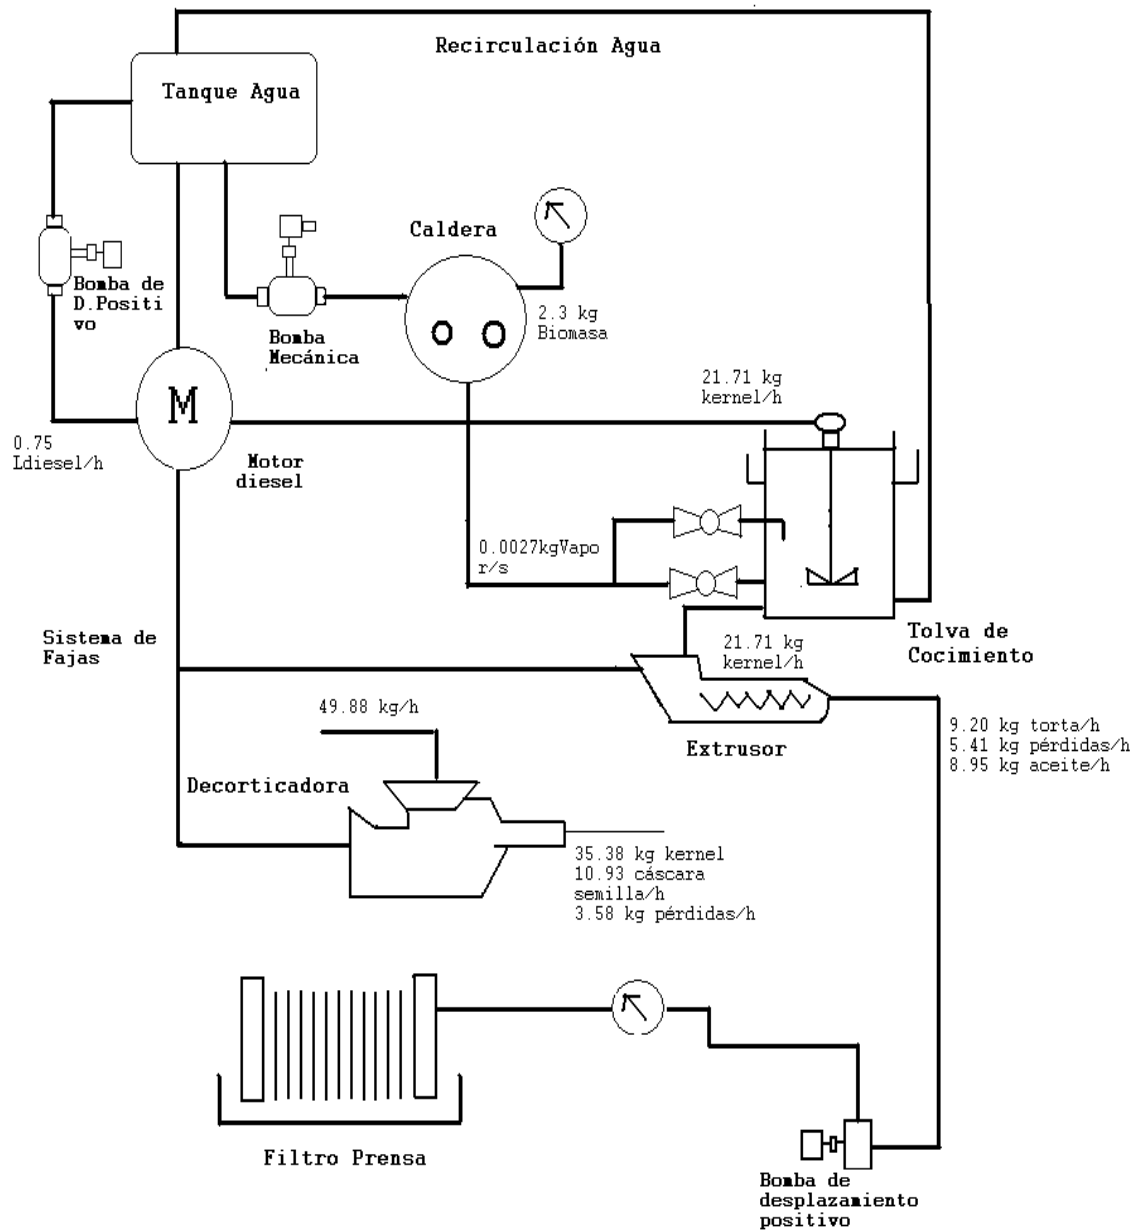 Recirculación Agua
Tanque Agua
Caldera
Bomba de
D.Positi
vo
2.3 kg
Biomasa
Bomba
Mecánica
21.71 kg
kernel/h
M
0.75
Ldiesel/h
Motor
diesel
0.0027kgVapo
r/s
Sistema de
Fajas
Tolva de
Cocimiento
21.71 kg
kernel/h
49.88 kg/h
Extrusor
9.20 kg torta/h
5.41 kg pérdidas/h
8.95 kg aceite/h
Decorticadora
35.38 kg kernel
10.93 cáscara
semilla/h
3.58 kg pérdidas/h
Filtro Prensa
Bomba de
desplazamiento
positivo